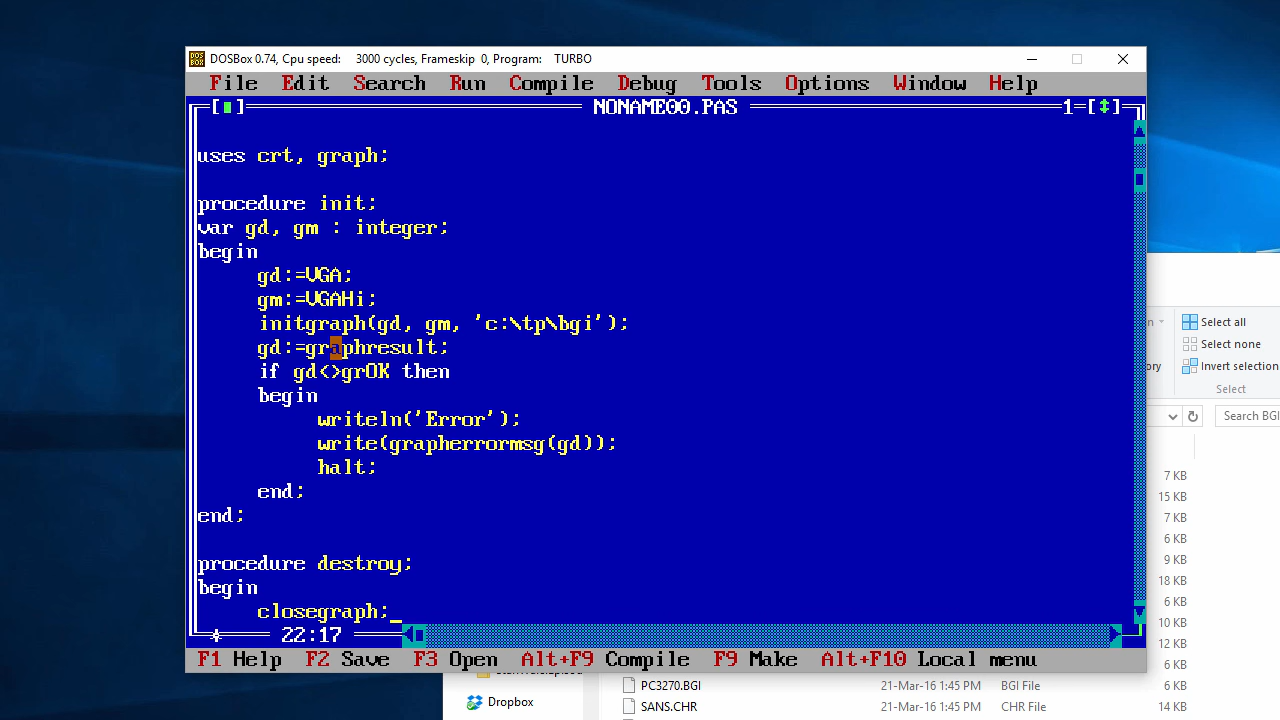 DOSBox 0.74, Cpu speed: 3000 cycles, Frameskip 0, Program: TURBO
File Edit Search Run Compile Debug Tools Options Window Help
NONAME00.PAS 1
uses crt, graph;
procedure init;
var gd, gm : integer;
begin
gd:=VGA;
gm:=VGAHi;
initgraph(gd, gm, 'c:\tp\bgi');
gd:=graphresult;
if gd<>grOK then
begin
writeln('Error');
write(grapherrormsg(gd));
halt;
end;
end;
procedure destroy;
begin
closegraph;
22:17
F1 Help F2 Save F3 Open Alt+F9 Compile F9 Make Alt+F10 Local menu
Select all
Select none
Invert selection
Select
Search BGI
7 KB
15 KB
7 KB
6 KB
9 KB
18 KB
6 KB
10 KB
12 KB
6 KB
PC3270.BGI 21-Mar-16 1:45 PM BGI File 6 KB
Dropbox
SANS.CHR 21-Mar-16 1:45 PM CHR File 14 KB